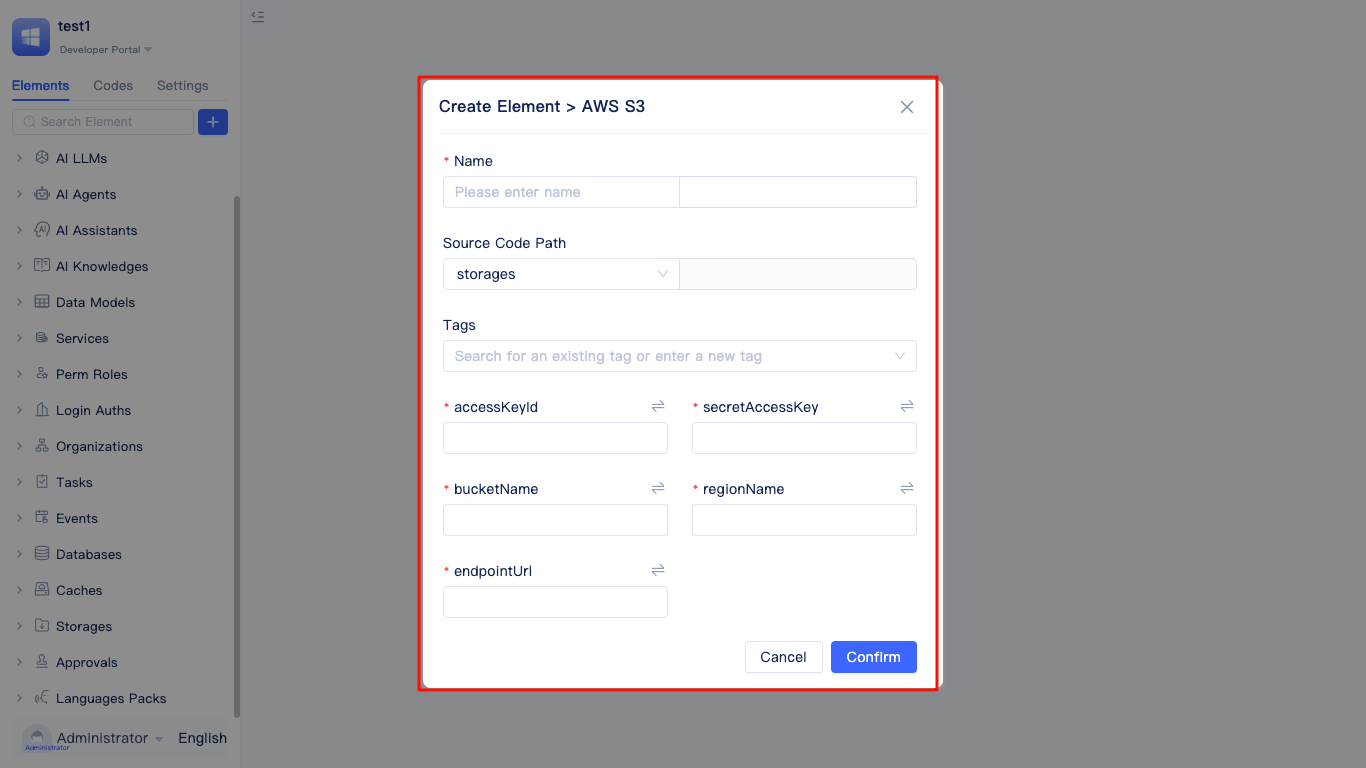 test1
Developer Portal
Elements Codes Settings
Search Element
AI LLMs
AI Agents
AI Assistants
AI Knowledges
Data Models
Services
Perm Roles
Login Auths
Organizations
Tasks
Events
Databases
Caches
Storages
Approvals
Languages Packs
Administrator
Administrator
English
Create Element > AWS S3
* Name
Please enter name
Source Code Path
storages
Tags
Search for an existing tag or enter a new tag
* accessKeyId
* secretAccessKey
* bucketName
* regionName
* endpointUrl
Cancel Confirm